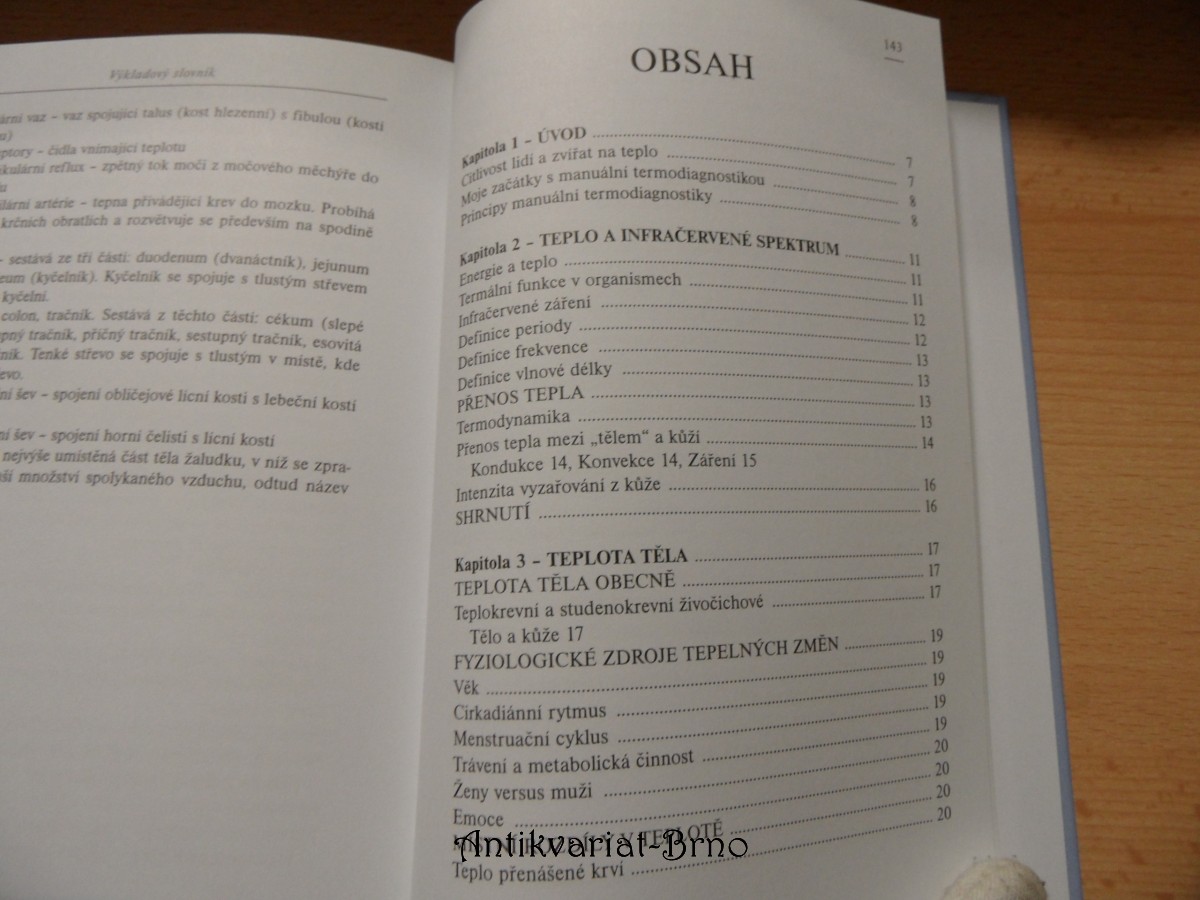 Výkladový slovník
vaz – vaz spojující talus (kost hlezenní) s fibulou (kosti
– čidla vnímající teplotu
reflux – zpětný tok moči z močového měchýře do
artérie – tepna přivádějící krev do mozku. Probíhá
krčních obratlích a rozvětvuje se především na spodině
– sestává ze tří částí: duodenum (dvanáctník), jejunum
(kyčelník). Kyčelník se spojuje s tlustým střevem
kyčelní.
colon, tračník. Sestává z těchto částí: cékum (slepé
tračník, příčný tračník, sestupný tračník, esovitá
Tenké střevo se spojuje s tlustým v místě, kde
šev – spojení obličejové lícní kosti s lebeční kostí
šev – spojení horní čelisti s lícní kostí
nejvýše umístěná část těla žaludku, v níž se zpra-
množství spolykaného vzduchu, odtud název
143
OBSAH
Kapitola 1 – ÚVOD ........ 7
Citlivost lidí a zvířat na teplo ........ 7
Moje začátky s manuální termodiagnostikou ........ 8
Principy manuální termodiagnostiky ........ 8
Kapitola 2 – TEPLO A INFRAČERVENÉ SPEKTRUM ........ 11
Energie a teplo ........ 11
Termální funkce v organismech ........ 11
Infračervené záření ........ 12
Definice periody ........ 12
Definice frekvence ........ 13
Definice vlnové délky ........ 13
PŘENOS TEPLA ........ 13
Termodynamika ........ 13
Přenos tepla mezi „tělem“ a kůží ........ 14
Kondukce 14, Konvekce 14, Záření 15
Intenzita vyzařování z kůže ........ 16
SHRNUTÍ ........ 16
Kapitola 3 – TEPLOTA TĚLA ........ 17
TEPLOTA TĚLA OBECNĚ ........ 17
Teplokrevní a studenokrevní živočichové ........ 17
Tělo a kůže 17
FYZIOLOGICKÉ ZDROJE TEPELNÝCH ZMĚN ........ 19
Věk ........ 19
Cirkadiánní rytmus ........ 19
Menstruační cyklus ........ 19
Trávení a metabolická činnost ........ 19
Ženy versus muži ........ 20
Emoce ........ 20
MÍSTNÍ ROZDÍLY V TEPLOTĚ ........ 20
Antikvariat-Brno
Teplo přenášené krví ........ 20